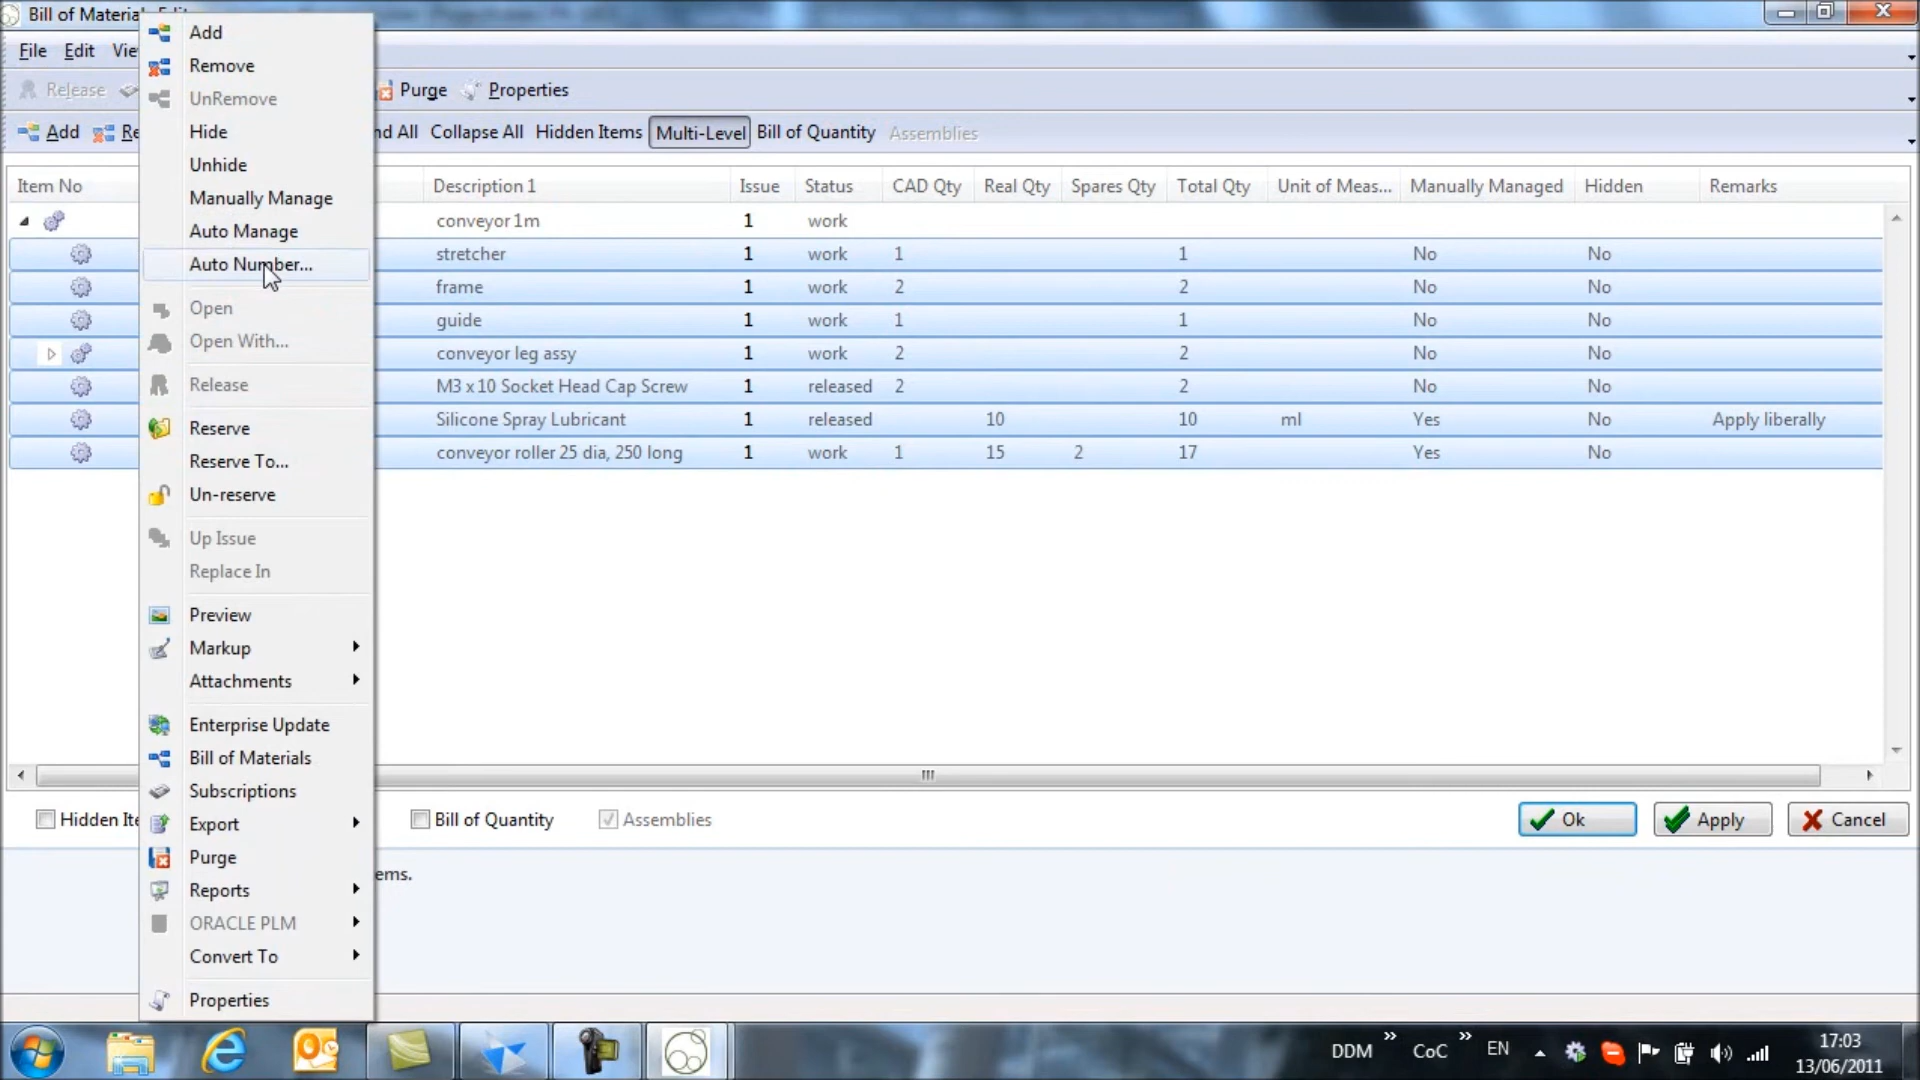 Bill of Materials Edit
File Edit View
Release Purge Properties
Add Re nd All Collapse All Hidden Items Multi-Level Bill of Quantity Assemblies
Add
Remove
UnRemove
Hide
Unhide
Manually Manage
Auto Manage
Auto Number...
Open
Open With...
Release
Reserve
Reserve To...
Un-reserve
Up Issue
Replace In
Preview
Markup
Attachments
Enterprise Update
Bill of Materials
Subscriptions
Export
Purge
Reports
ORACLE PLM
Convert To
Properties
Item No Description 1 Issue Status CAD Qty Real Qty Spares Qty Total Qty Unit of Meas... Manually Managed Hidden Remarks
conveyor 1m 1 work
stretcher 1 work 1 1 No No
frame 1 work 2 2 No No
guide 1 work 1 1 No No
conveyor leg assy 1 work 2 2 No No
M3 x 10 Socket Head Cap Screw 1 released 2 2 No No
Silicone Spray Lubricant 1 released 10 10 ml Yes No Apply liberally
conveyor roller 25 dia, 250 long 1 work 1 15 2 17 Yes No
Hidden Ite Bill of Quantity Assemblies Ok Apply Cancel
ems.
DDM » CoC » EN 17:03
13/06/2011